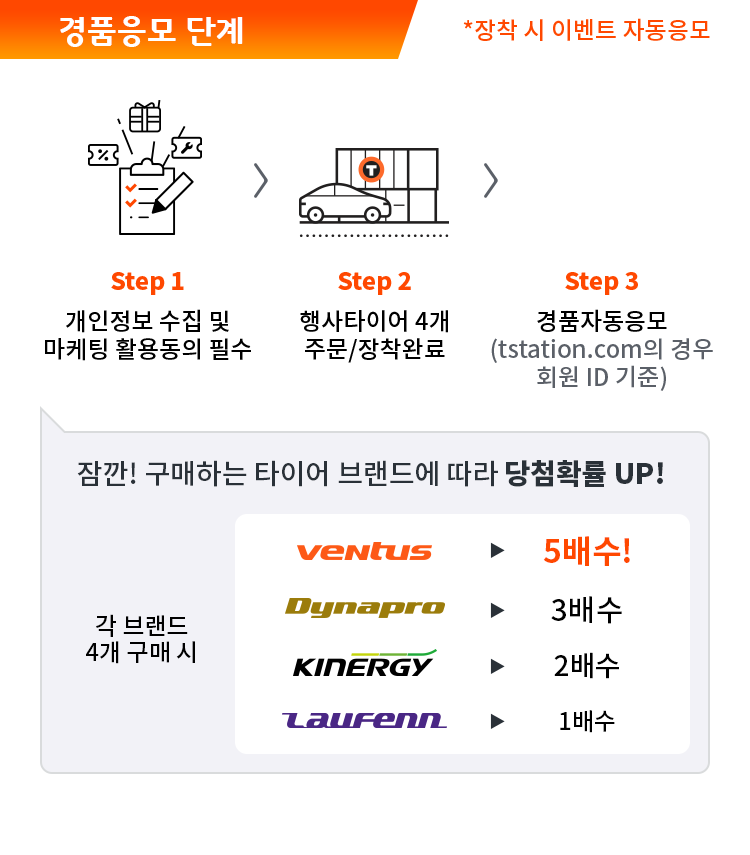 경품응모 단계
*장착 시 이벤트 자동응모
T
Step 1
개인정보 수집 및
마케팅 활용동의 필수
Step 2
행사타이어 4개
주문/장착완료
Step 3
경품자동응모
(tstation.com의 경우
회원 ID 기준)
잠깐! 구매하는 타이어 브랜드에 따라 당첨확률 UP!
각 브랜드
4개 구매 시
ventus ▶ 5배수!
Dynapro ▶ 3배수
KINERGY ▶ 2배수
Laufenn ▶ 1배수